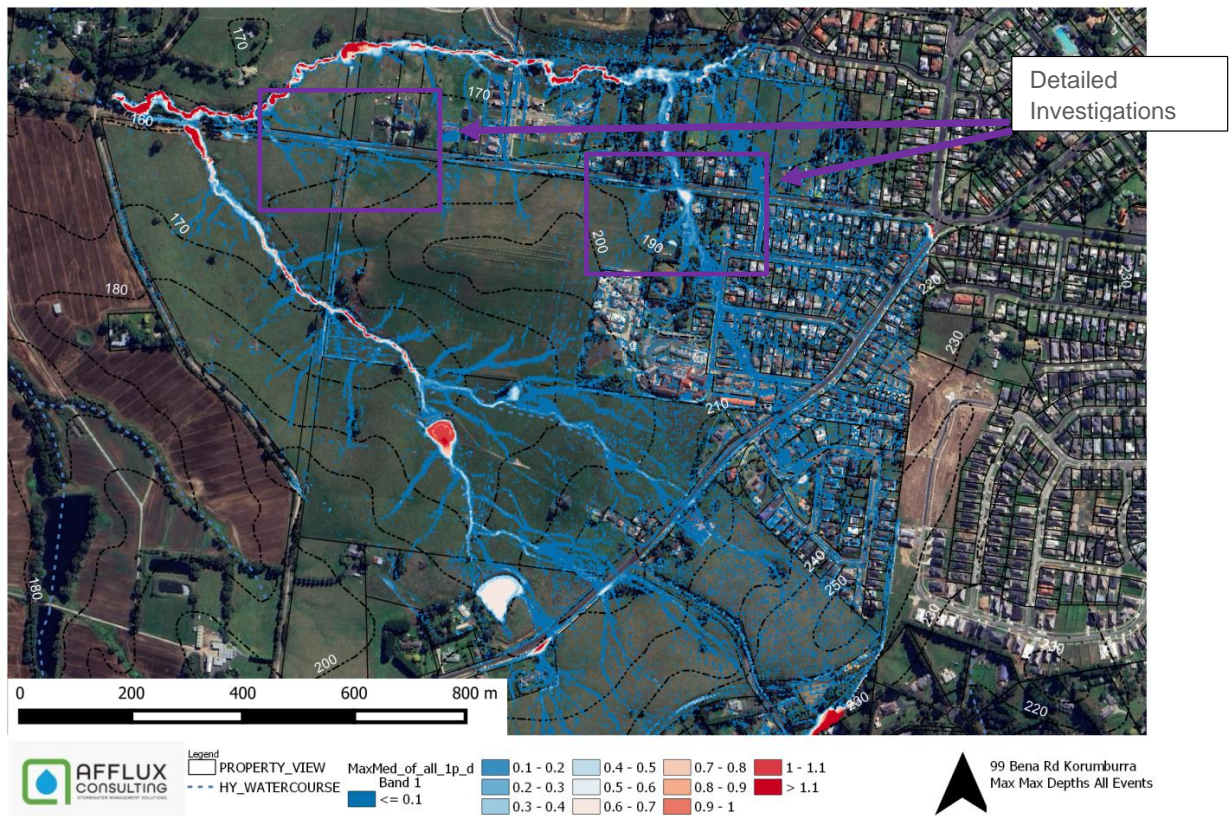 Detailed
Investigations
170
170
160
170
180
200
190
220
230
230
210
240
250
230
230
180
200
230
220
0 200 400 600 800 m
AFFLUX
CONSULTING
STORMWATER MANAGEMENT SOLUTIONS
Legend
PROPERTY_VIEW
HY_WATERCOURSE
MaxMed_of_all_1p_d
Band 1
<= 0.1
0.1 - 0.2
0.2 - 0.3
0.3 - 0.4
0.4 - 0.5
0.5 - 0.6
0.6 - 0.7
0.7 - 0.8
0.8 - 0.9
0.9 - 1
1 - 1.1
> 1.1
99 Bena Rd Korumburra
Max Max Depths All Events